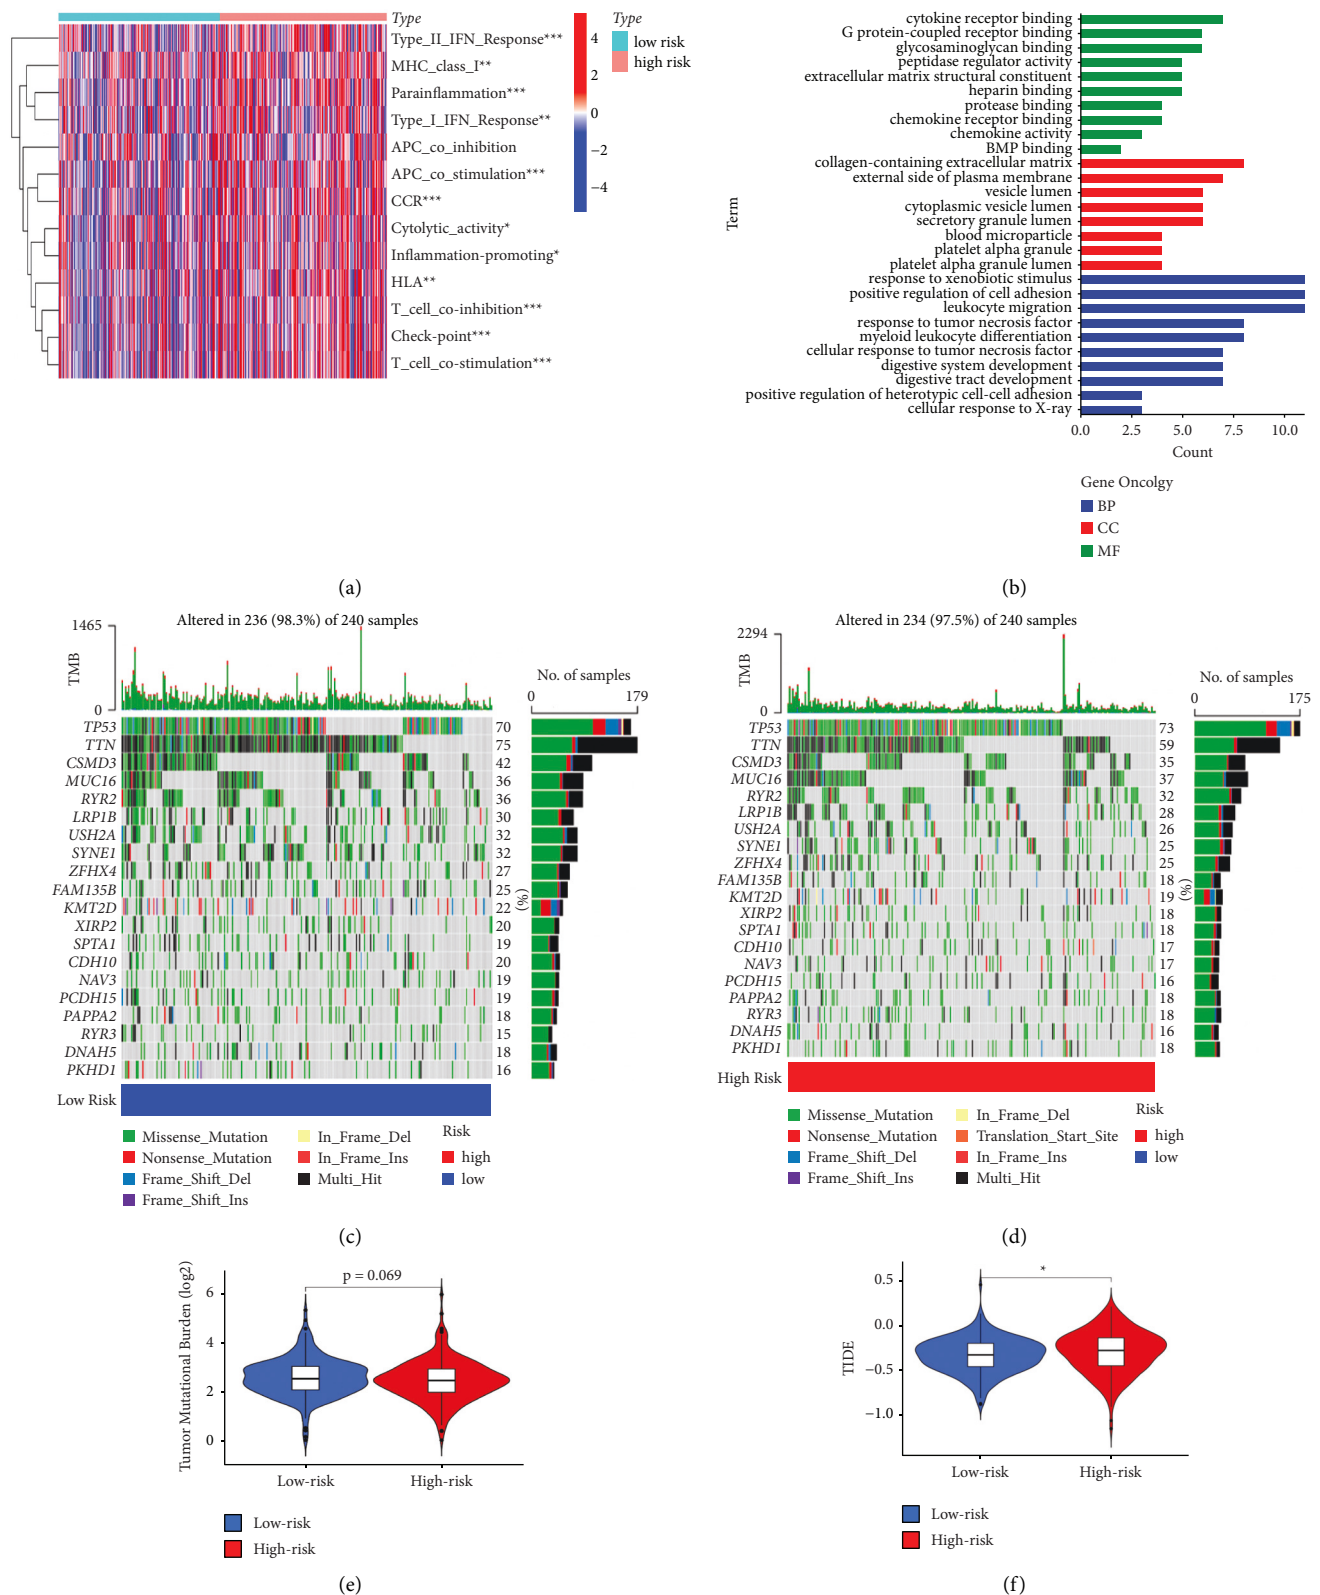 Type
Type_II_IFN_Response***
MHC_class_I**
Parainflammation***
Type_I_IFN_Response**
APC_co_inhibition
APC_co_stimulation***
CCR***
Cytolytic_activity*
Inflammation-promoting*
HLA**
T_cell_co-inhibition***
Check-point***
T_cell_co-stimulation***
4
2
0
−2
−4
Type
low risk
high risk
(a)
Term
cytokine receptor binding
G protein-coupled receptor binding
glycosaminoglycan binding
peptidase regulator activity
extracellular matrix structural constituent
heparin binding
protease binding
chemokine receptor binding
chemokine activity
BMP binding
collagen-containing extracellular matrix
external side of plasma membrane
vesicle lumen
cytoplasmic vesicle lumen
secretory granule lumen
blood microparticle
platelet alpha granule
platelet alpha granule lumen
response to xenobiotic stimulus
positive regulation of cell adhesion
leukocyte migration
response to tumor necrosis factor
myeloid leukocyte differentiation
cellular response to tumor necrosis factor
digestive system development
digestive tract development
positive regulation of heterotypic cell-cell adhesion
cellular response to X-ray
0.0 2.5 5.0 7.5 10.0
Count
Gene Oncolgy
BP
CC
MF
(b)
Altered in 236 (98.3%) of 240 samples
1465
TMB
0
No. of samples
0 179
TP53 70
TTN 75
CSMD3 42
MUC16 36
RYR2 36
LRP1B 30
USH2A 32
SYNE1 32
ZFHX4 27
FAM135B 25
KMT2D 22
XIRP2 20
SPTA1 19
CDH10 20
NAV3 19
PCDH15 19
PAPPA2 18
RYR3 15
DNAH5 18
PKHD1 16
(%)
Low Risk
Missense_Mutation
Nonsense_Mutation
Frame_Shift_Del
Frame_Shift_Ins
In_Frame_Del
In_Frame_Ins
Multi_Hit
Risk
high
low
(c)
Altered in 234 (97.5%) of 240 samples
2294
TMB
0
No. of samples
0 175
TP53 73
TTN 59
CSMD3 35
MUC16 37
RYR2 32
LRP1B 28
USH2A 26
SYNE1 25
ZFHX4 25
FAM135B 18
KMT2D 19
XIRP2 18
SPTA1 18
CDH10 17
NAV3 17
PCDH15 16
PAPPA2 18
RYR3 18
DNAH5 16
PKHD1 18
(%)
High Risk
Missense_Mutation
Nonsense_Mutation
Frame_Shift_Del
Frame_Shift_Ins
In_Frame_Del
Translation_Start_Site
In_Frame_Ins
Multi_Hit
Risk
high
low
(d)
Tumor Mutational Burden (log2)
p = 0.069
6
4
2
0
Low-risk High-risk
Low-risk
High-risk
(e)
TIDE
*
0.5
0.0
−0.5
−1.0
Low-risk High-risk
Low-risk
High-risk
(f)